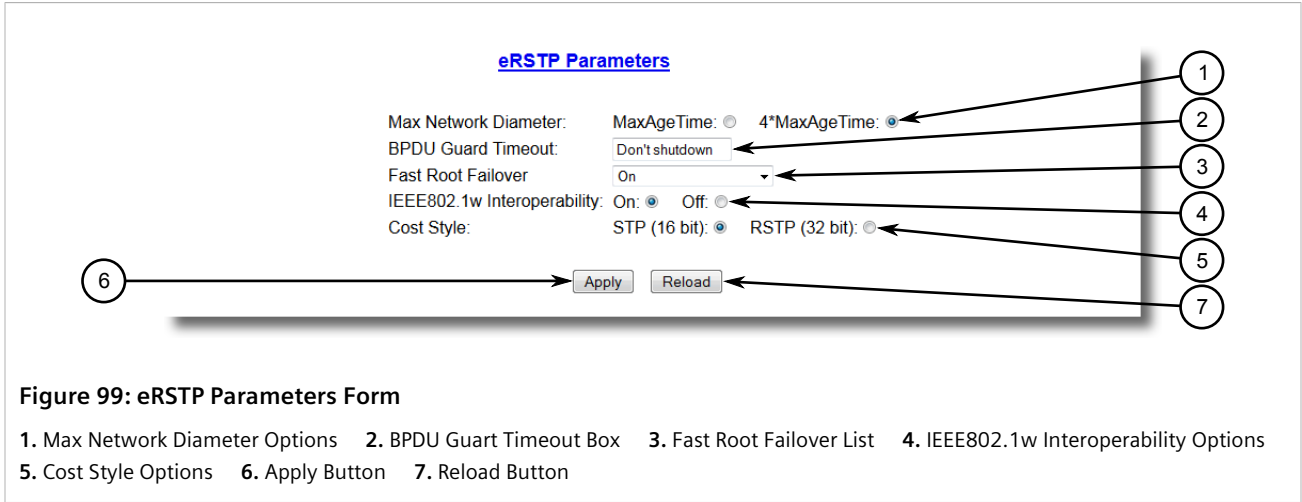 eRSTP Parameters
1
Max Network Diameter: MaxAgeTime: 4*MaxAgeTime:
2
BPDU Guard Timeout: Don't shutdown
3
Fast Root Failover On
4
IEEE802.1w Interoperability: On: Off:
Cost Style: STP (16 bit): RSTP (32 bit):
5
6
Apply Reload
7
Figure 99: eRSTP Parameters Form
1. Max Network Diameter Options 2. BPDU Guart Timeout Box 3. Fast Root Failover List 4. IEEE802.1w Interoperability Options
5. Cost Style Options 6. Apply Button 7. Reload Button